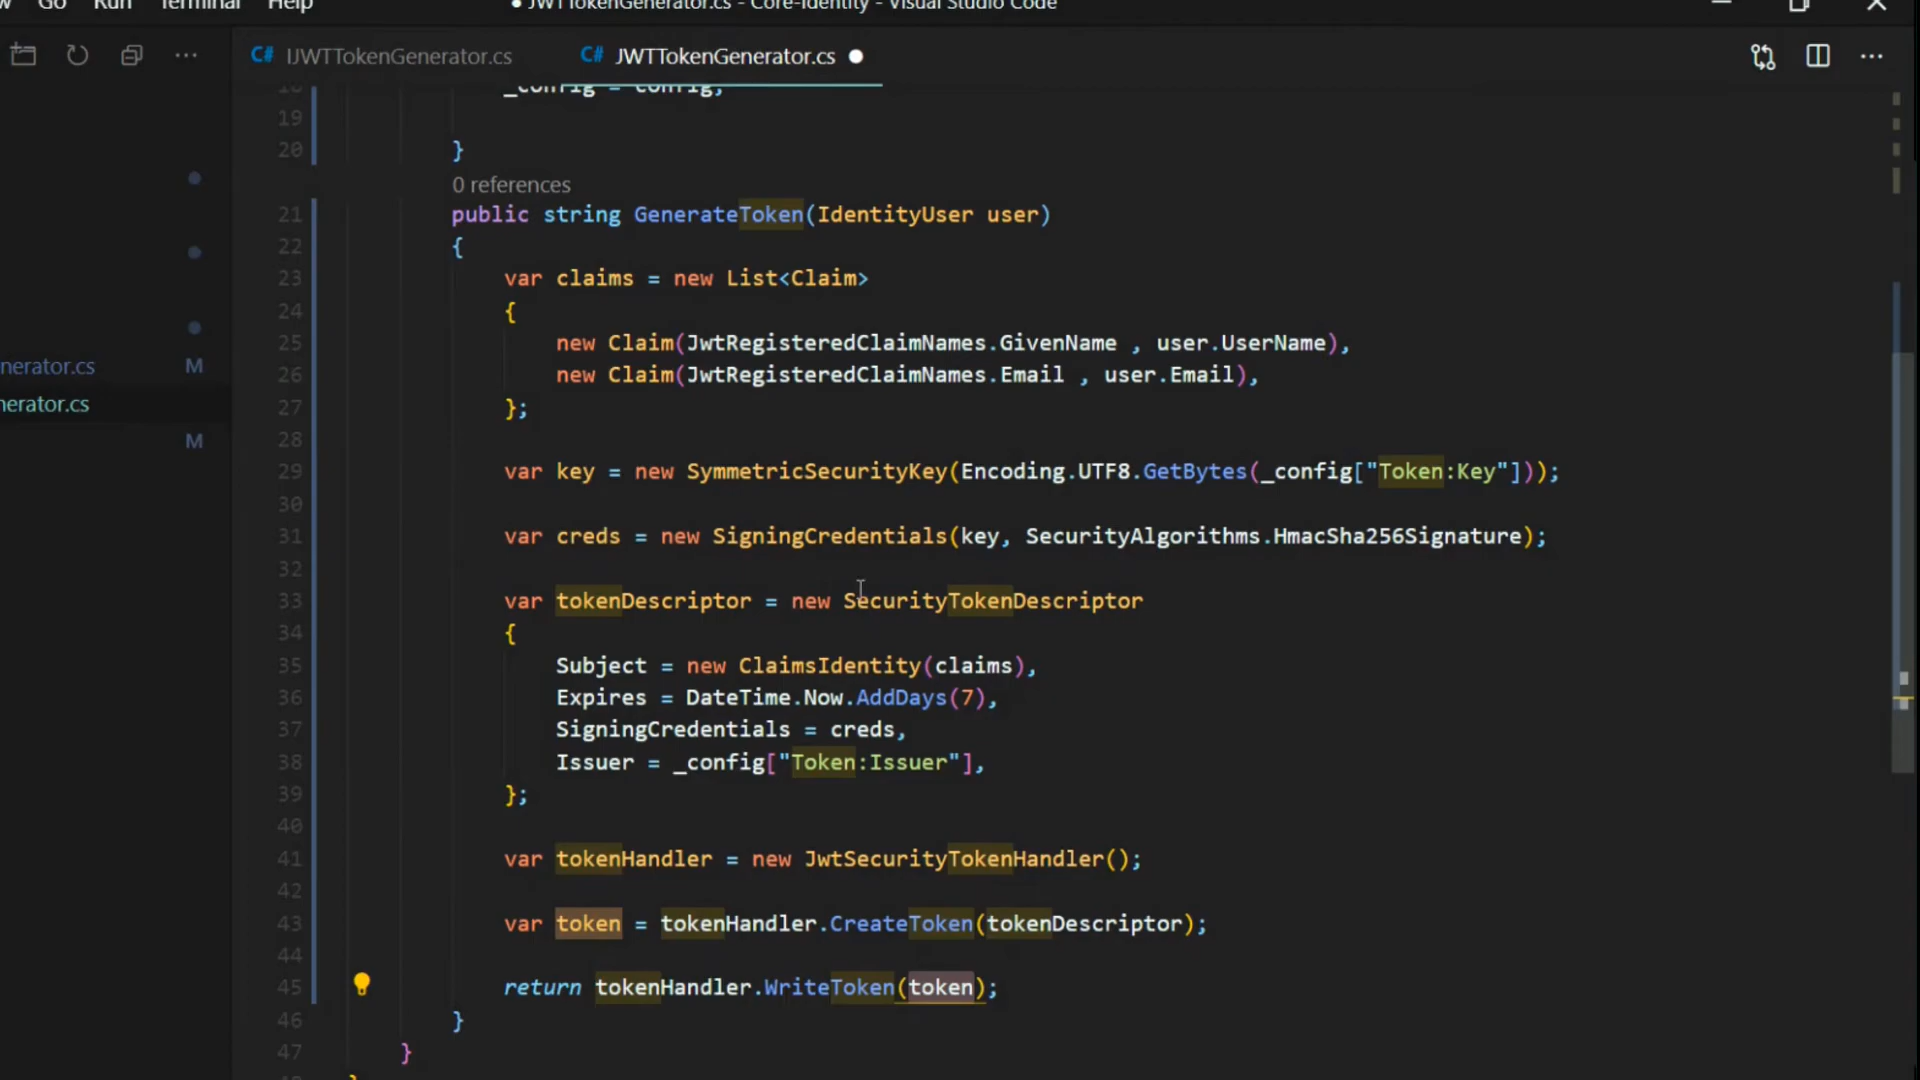 Go Run Terminal Help
● JWTTokenGenerator.cs - Core-Identity - Visual Studio Code
C# IJWTTokenGenerator.cs C# JWTTokenGenerator.cs ●
nerator.cs M
nerator.cs
M
_config = config;
19
20 }
0 references
21 public string GenerateToken(IdentityUser user)
22 {
23 var claims = new List<Claim>
24 {
25 new Claim(JwtRegisteredClaimNames.GivenName , user.UserName),
26 new Claim(JwtRegisteredClaimNames.Email , user.Email),
27 };
28
29 var key = new SymmetricSecurityKey(Encoding.UTF8.GetBytes(_config["Token:Key"]));
30
31 var creds = new SigningCredentials(key, SecurityAlgorithms.HmacSha256Signature);
32
33 var tokenDescriptor = new SecurityTokenDescriptor
34 {
35 Subject = new ClaimsIdentity(claims),
36 Expires = DateTime.Now.AddDays(7),
37 SigningCredentials = creds,
38 Issuer = _config["Token:Issuer"],
39 };
40
41 var tokenHandler = new JwtSecurityTokenHandler();
42
43 var token = tokenHandler.CreateToken(tokenDescriptor);
44
45 return tokenHandler.WriteToken(token);
46 }
47 }